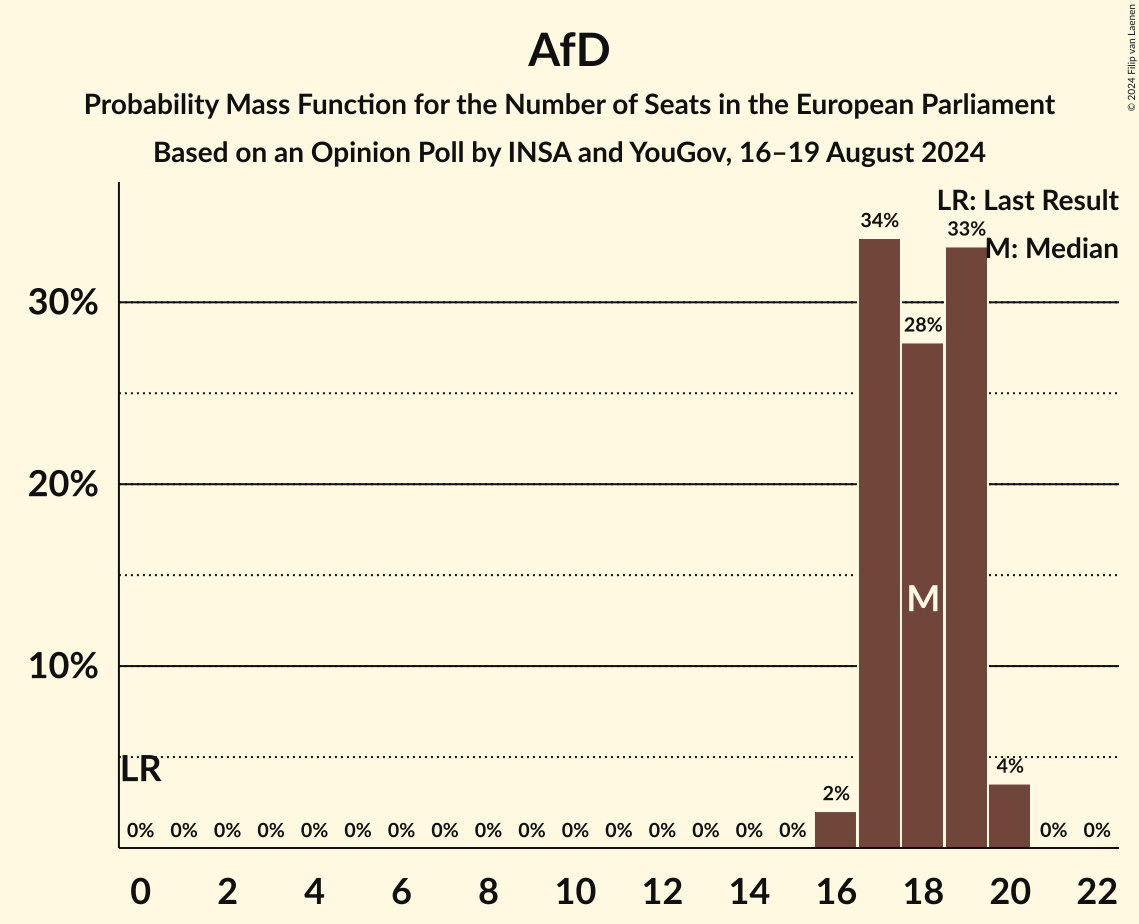 © 2024 Filip van Laenen
AfD
Probability Mass Function for the Number of Seats in the European Parliament
Based on an Opinion Poll by INSA and YouGov, 16–19 August 2024
LR: Last Result
M: Median
34%
33%
28%
30%
20%
10%
M
LR
4%
2%
0% 0% 0% 0% 0% 0% 0% 0% 0% 0% 0% 0% 0% 0% 0% 0% 0% 0%
0 2 4 6 8 10 12 14 16 18 20 22